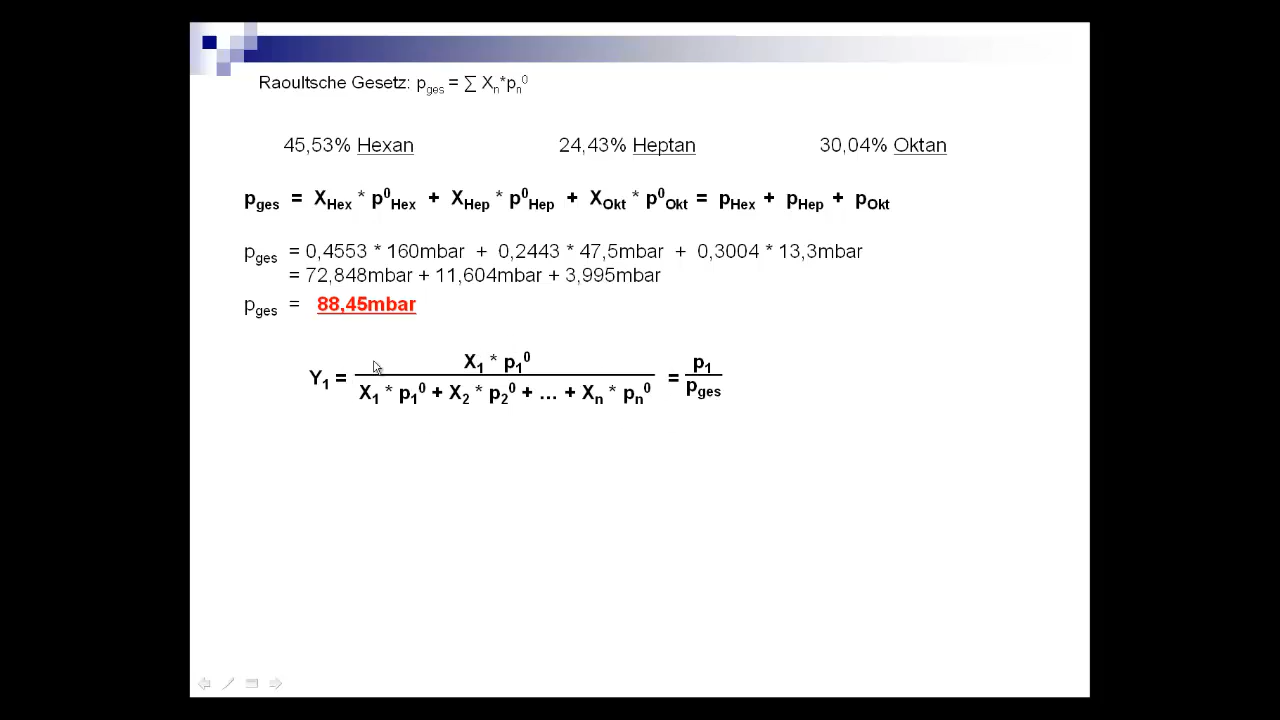 Raoultsche Gesetz: pges = ∑ Xn*pn0
45,53% Hexan 24,43% Heptan 30,04% Oktan
pges = XHex * p0Hex + XHep * p0Hep + XOkt * p0Okt = pHex + pHep + pOkt
pges = 0,4553 * 160mbar + 0,2443 * 47,5mbar + 0,3004 * 13,3mbar
= 72,848mbar + 11,604mbar + 3,995mbar
pges = 88,45mbar
X1 * p10 p1
Y1 = =
X1 * p10 + X2 * p20 + ... + Xn * pn0 pges